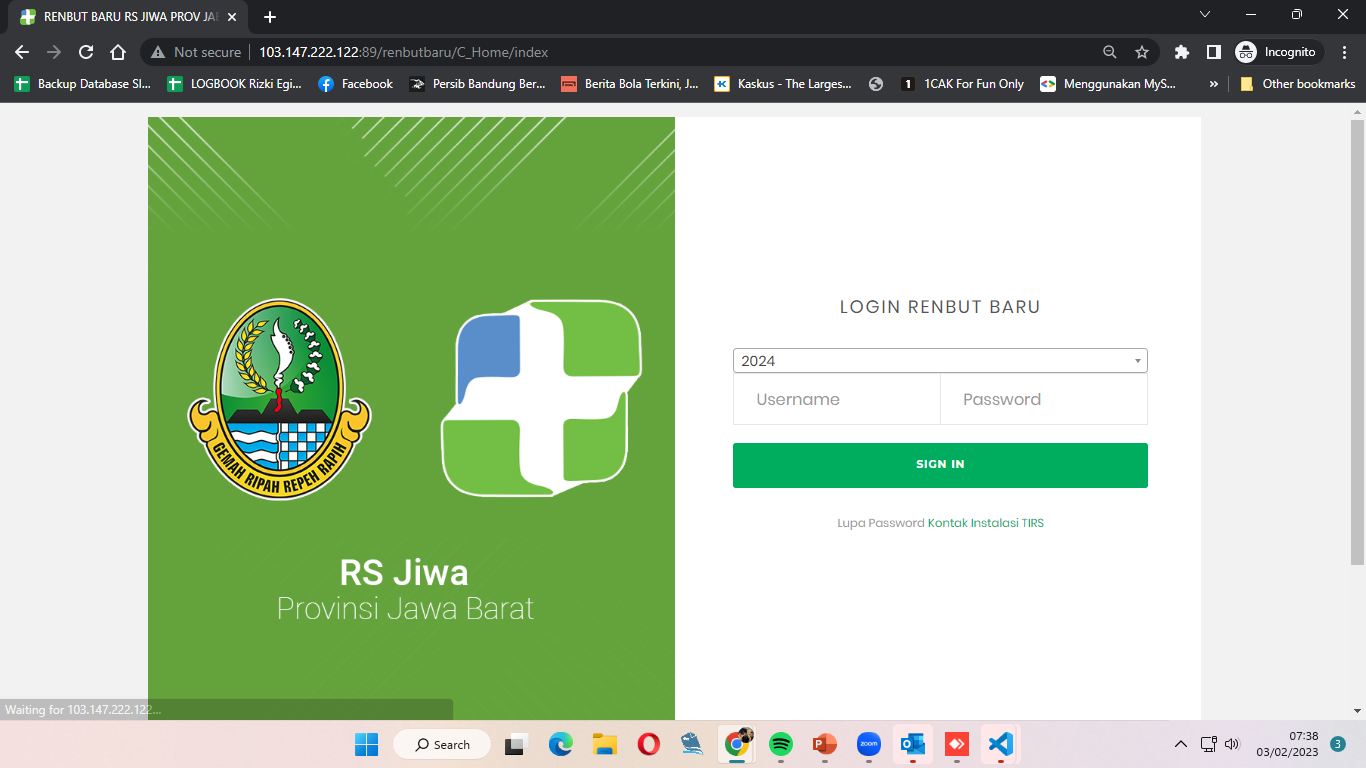 RENBUT BARU RS JIWA PROV JAB
Not secure
103.147.222.122:89/renbutbaru/C_Home/index
Incognito
Backup Database SI...
LOGBOOK Rizki Egi...
Facebook
Persib Bandung Ber...
Berita Bola Terkini, J...
Kaskus - The Larges...
1CAK For Fun Only
Menggunakan MyS...
»
Other bookmarks
GEMAH RIPAH REPEH RAPIH
RS Jiwa
Provinsi Jawa Barat
LOGIN RENBUT BARU
2024
Username
Password
SIGN IN
Lupa Password Kontak Instalasi TIRS
Waiting for 103.147.222.122...
Search
zoom
07:38
03/02/2023
3